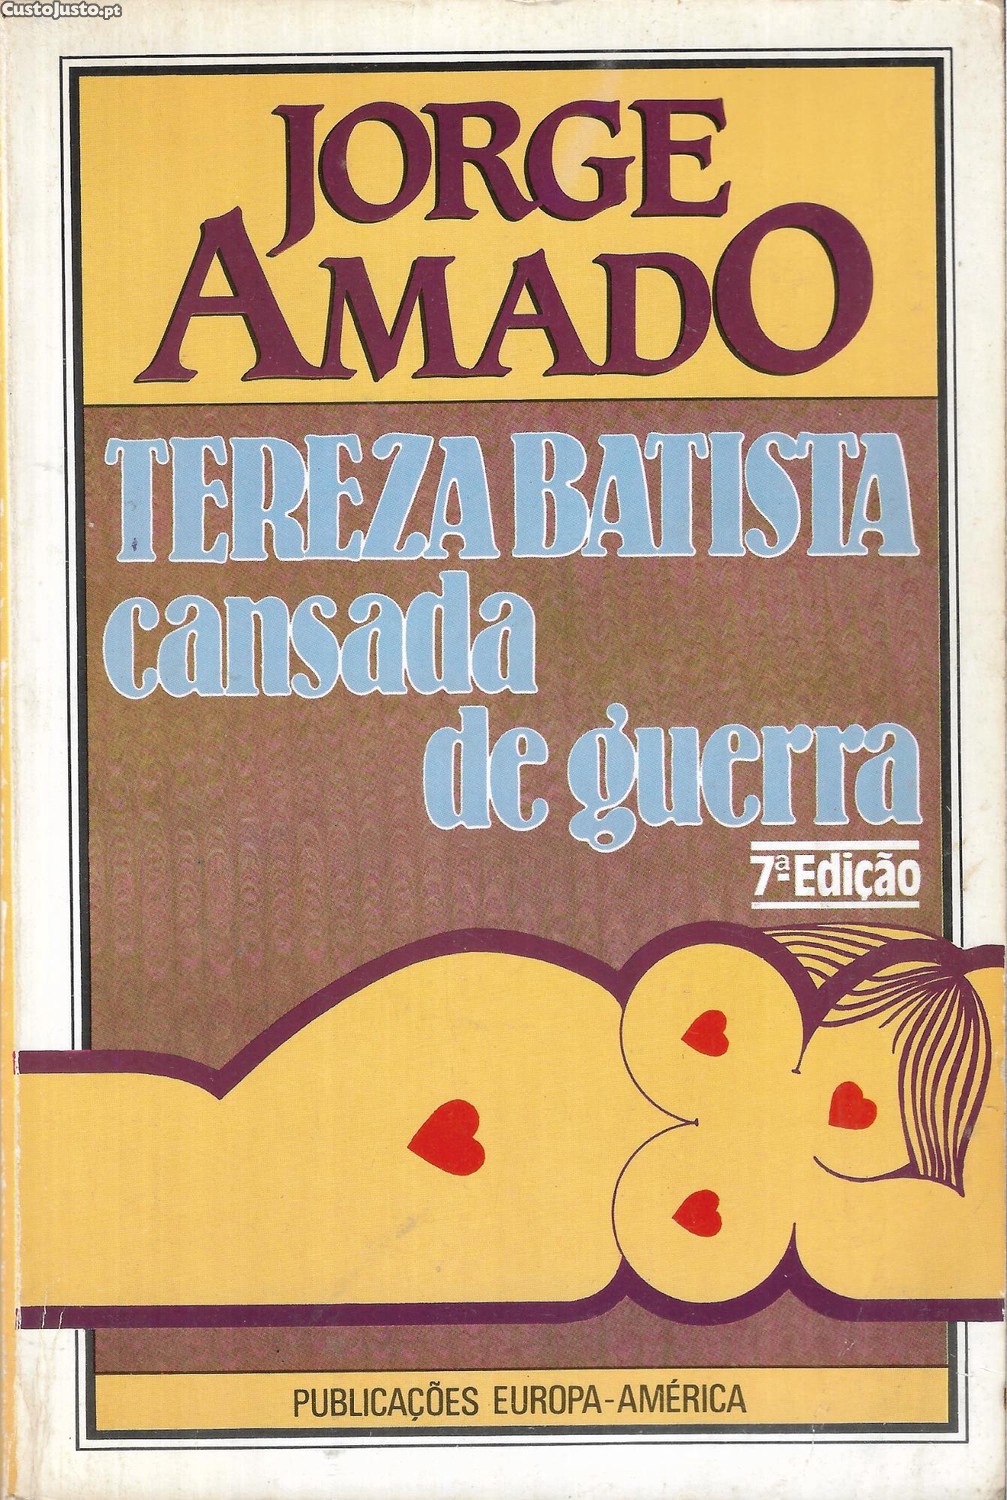 CustoJusto.pt
JORGE
AMADO
TEREZA BATISTA
cansada
de guerra
7ª Edição
PUBLICAÇÕES EUROPA-AMÉRICA